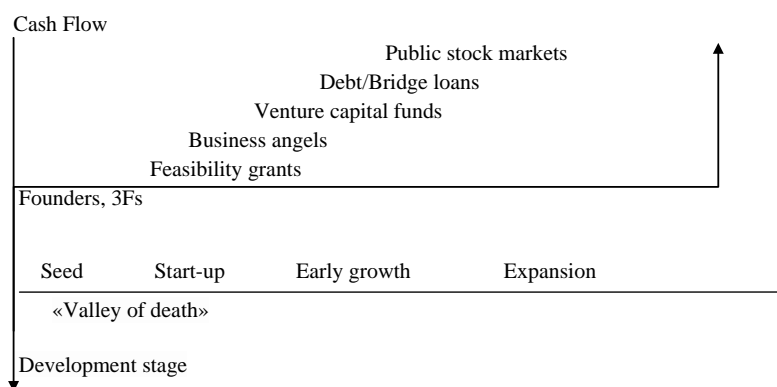 Cash Flow
Public stock markets
Debt/Bridge loans
Venture capital funds
Business angels
Feasibility grants
Founders, 3Fs
Seed Start-up Early growth Expansion
«Valley of death»
Development stage